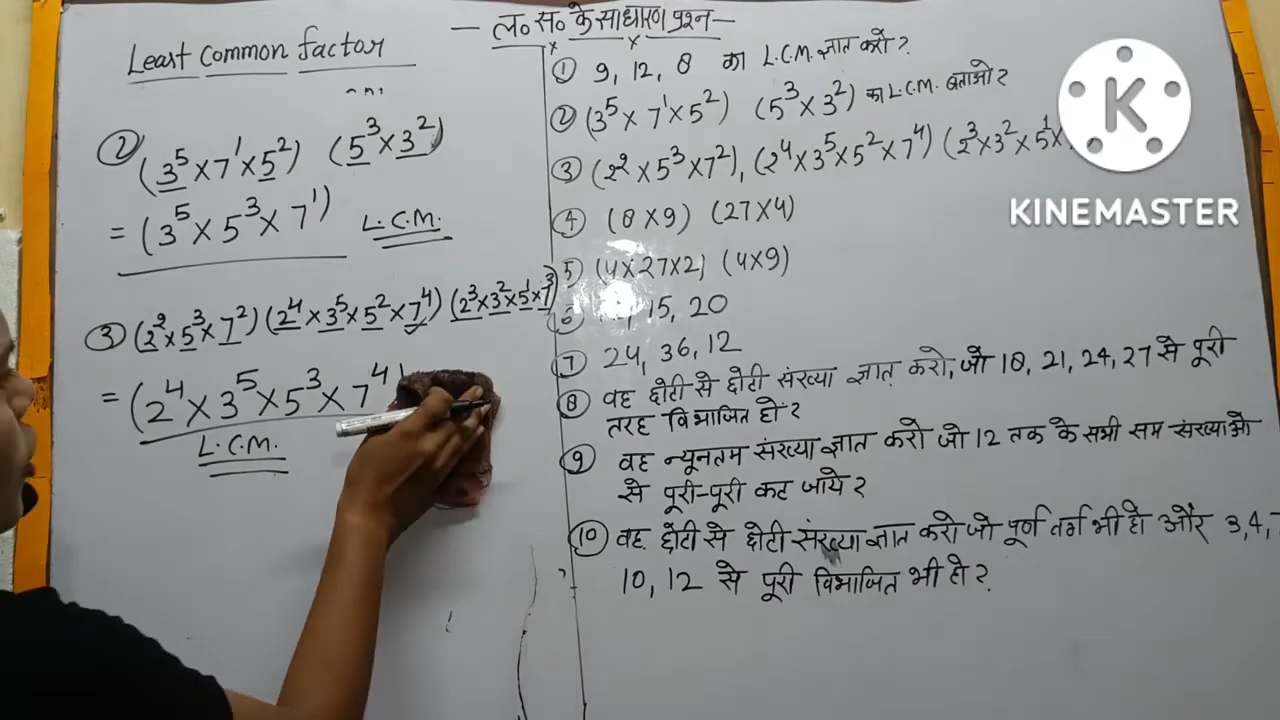 Least common factor
② (3⁵ × 7¹ × 5²) (5³ × 3²)
= (3⁵ × 5³ × 7¹) L.C.M.
③ (2² × 5³ × 7²) (2⁴ × 3⁵ × 5² × 7⁴) (2³ × 3² × 5¹ × 7³)
= (2⁴ × 3⁵ × 5³ × 7⁴)
L.C.M.
— ल॰ स॰ के साधारण प्रश्न —
① 9, 12, 8 का L.C.M. ज्ञात करो ?
② (3⁵ × 7¹ × 5²) (5³ × 3²) का L.C.M. बताओ ?
③ (2² × 5³ × 7²), (2⁴ × 3⁵ × 5² × 7⁴) (2³ × 3² × 5¹ ×
④ (8 × 9) (27 × 4)
5) (4 × 27 × 2) (4 × 9)
⑥ , 15, 20
⑦ 24, 36, 12
⑧ वह छोटी से छोटी संख्या ज्ञात करो, जो 18, 21, 24, 27 से पूरी
तरह विभाजित हों ?
⑨ वह न्यूनतम संख्या ज्ञात करो जो 12 तक के सभी सम संख्याओ
से पूरी-पूरी कट जाये ?
⑩ वह छोटी से छोटी संख्या ज्ञात करो जो पूर्ण वर्ग भी हो और 3, 4,
10, 12 से पूरी विभाजित भी हो ?
K
KINEMASTER